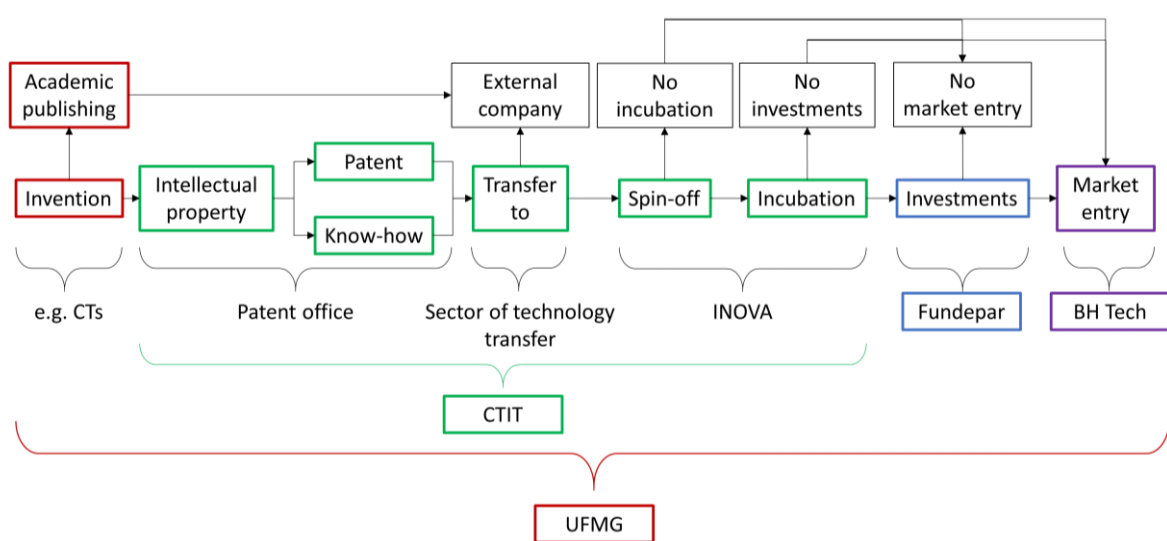 Academic
publishing
External
company
No
incubation
No
investments
No
market entry
Invention
Intellectual
property
Patent
Know-how
Transfer
to
Spin-off
Incubation
Investments
Market
entry
e.g. CTs
Patent office
Sector of technology
transfer
INOVA
Fundepar
BH Tech
CTIT
UFMG